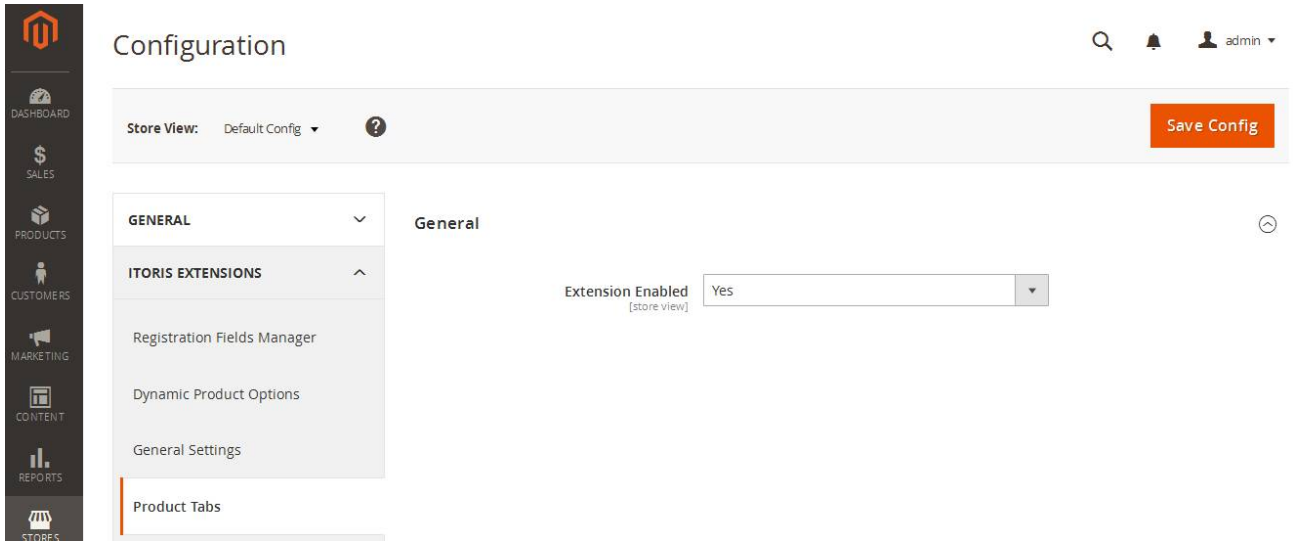 Configuration
admin
DASHBOARD
Store View: Default Config ?
Save Config
$
SALES
GENERAL
General
PRODUCTS
ITORIS EXTENSIONS
Extension Enabled Yes
[store view]
CUSTOMERS
Registration Fields Manager
MARKETING
Dynamic Product Options
CONTENT
General Settings
REPORTS
Product Tabs
STORES